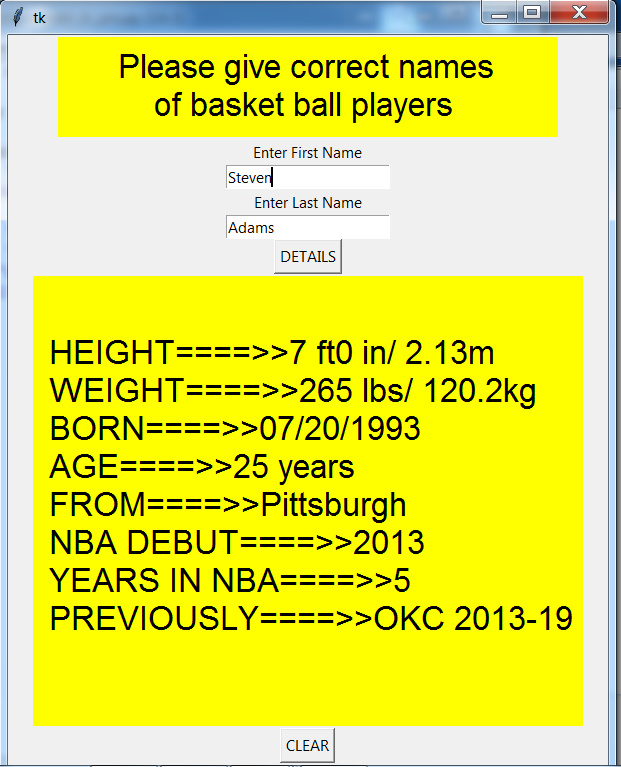 tk
Please give correct names
of basket ball players
Enter First Name
Steven
Enter Last Name
Adams
DETAILS
HEIGHT====>>7 ft0 in/ 2.13m
WEIGHT====>>265 lbs/ 120.2kg
BORN====>>07/20/1993
AGE====>>25 years
FROM====>>Pittsburgh
NBA DEBUT====>>2013
YEARS IN NBA====>>5
PREVIOUSLY====>>OKC 2013-19
CLEAR